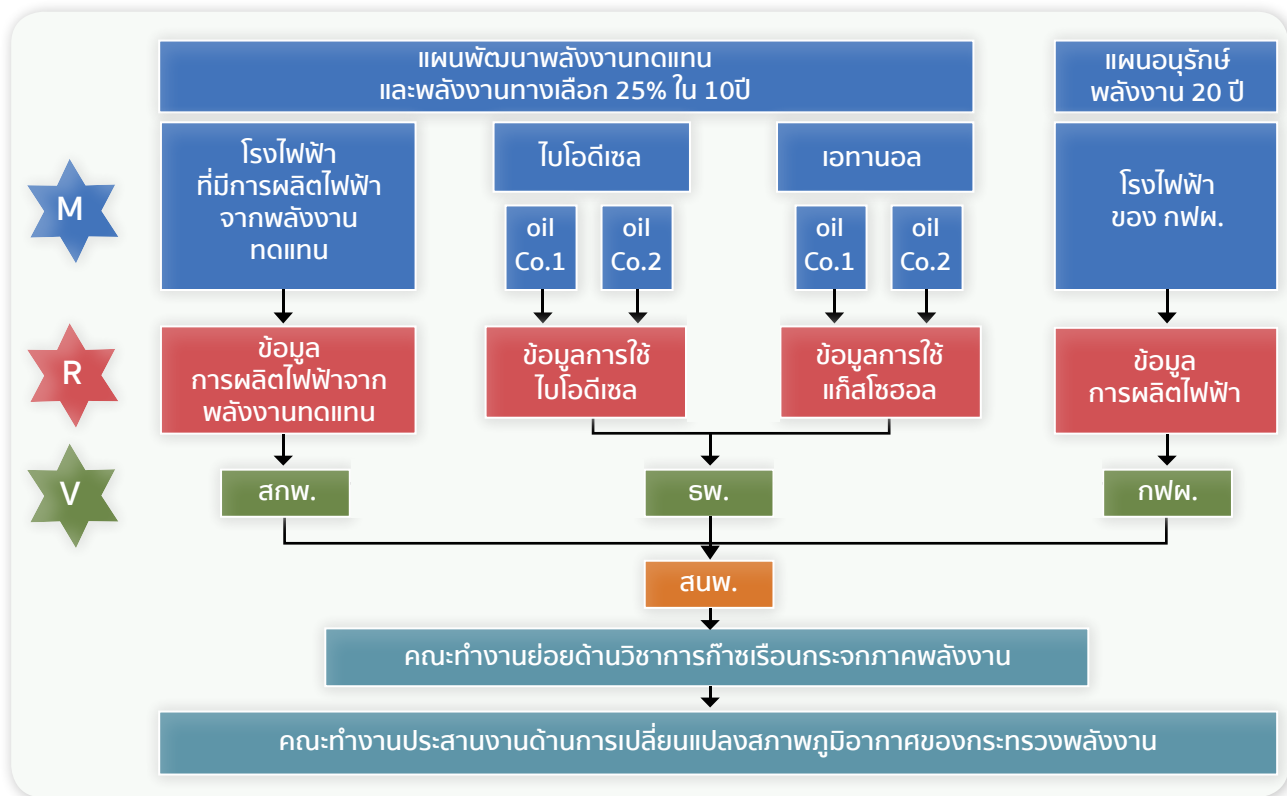 แผนพัฒนาพลังงานทดแทน
และพลังงานทางเลือก 25% ใน 10ปี
แผนอนุรักษ์
พลังงาน 20 ปี
M
โรงไฟฟ้า
ที่มีการผลิตไฟฟ้า
จากพลังงาน
ทดแทน
ไบโอดีเซล
oil
Co.1
oil
Co.2
เอทานอล
oil
Co.1
oil
Co.2
โรงไฟฟ้า
ของ กฟผ.
R
ข้อมูล
การผลิตไฟฟ้าจาก
พลังงานทดแทน
ข้อมูลการใช้
ไบโอดีเซล
ข้อมูลการใช้
แก็สโซฮอล
ข้อมูล
การผลิตไฟฟ้า
V
สกพ.
ธพ.
กฟผ.
สนพ.
คณะทำงานย่อยด้านวิชาการก๊าซเรือนกระจกภาคพลังงาน
คณะทำงานประสานงานด้านการเปลี่ยนแปลงสภาพภูมิอากาศของกระทรวงพลังงาน